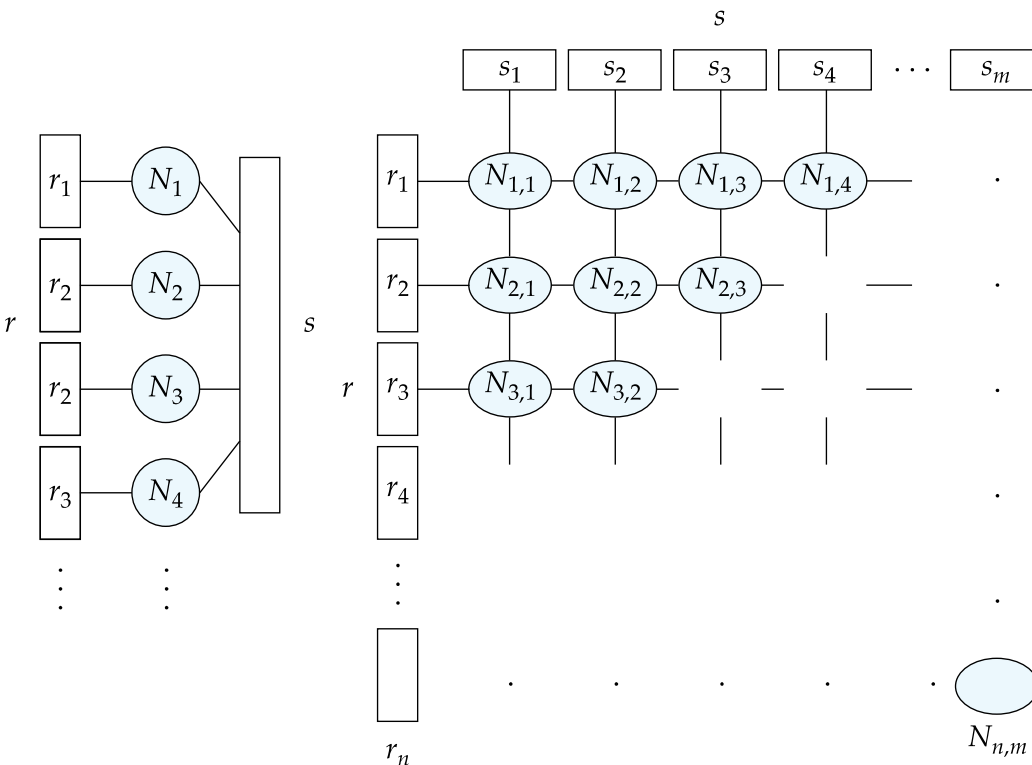 s
s1 s2 s3 s4 ... sm
r1 N1
r2 N2
r2 N3
r3 N4
r
s
r1 N1,1 N1,2 N1,3 N1,4
r2 N2,1 N2,2 N2,3
r3 N3,1 N3,2
r4
r
rn
Nn,m